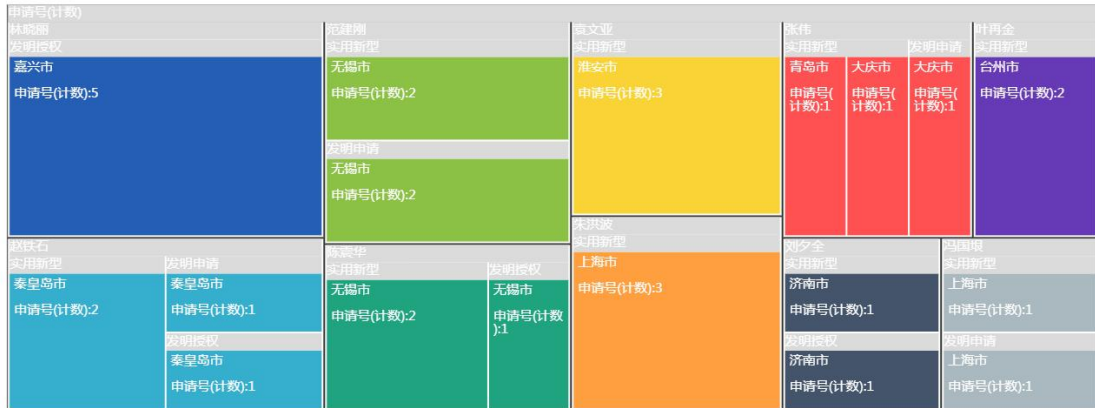 申请号(计数)
林晓丽
发明授权
嘉兴市
申请号(计数):5
范建刚
实用新型
无锡市
申请号(计数):2
发明申请
无锡市
申请号(计数):2
袁文亚
实用新型
淮安市
申请号(计数):3
张伟
实用新型
青岛市
申请号(
计数):1
大庆市
申请号(
计数):1
发明申请
大庆市
申请号(
计数):1
叶再全
实用新型
台州市
申请号(计数):2
赵铁石
实用新型
秦皇岛市
申请号(计数):2
发明申请
秦皇岛市
申请号(计数):1
发明授权
秦皇岛市
申请号(计数):1
陈震华
实用新型
无锡市
申请号(计数):2
发明授权
无锡市
申请号(计数
):1
朱洪波
实用新型
上海市
申请号(计数):3
刘夕全
实用新型
济南市
申请号(计数):1
发明授权
济南市
申请号(计数):1
实用新型
上海市
申请号(计数):1
发明申请
上海市
申请号(计数):1